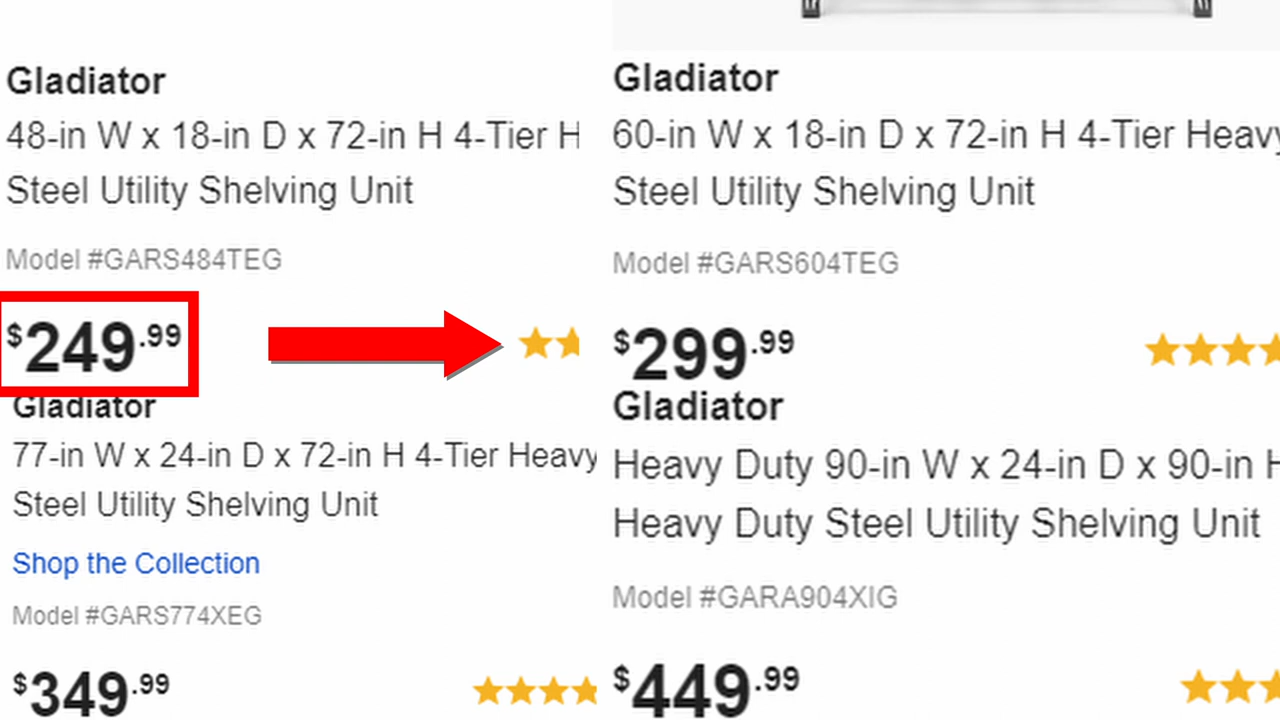 Gladiator
48-in W x 18-in D x 72-in H 4-Tier H
Steel Utility Shelving Unit
Model #GARS484TEG
$249.99
Gladiator
60-in W x 18-in D x 72-in H 4-Tier Heavy
Steel Utility Shelving Unit
Model #GARS604TEG
$299.99
Gladiator
77-in W x 24-in D x 72-in H 4-Tier Heavy
Steel Utility Shelving Unit
Shop the Collection
Model #GARS774XEG
$349.99
Gladiator
Heavy Duty 90-in W x 24-in D x 90-in H
Heavy Duty Steel Utility Shelving Unit
Model #GARA904XIG
$449.99